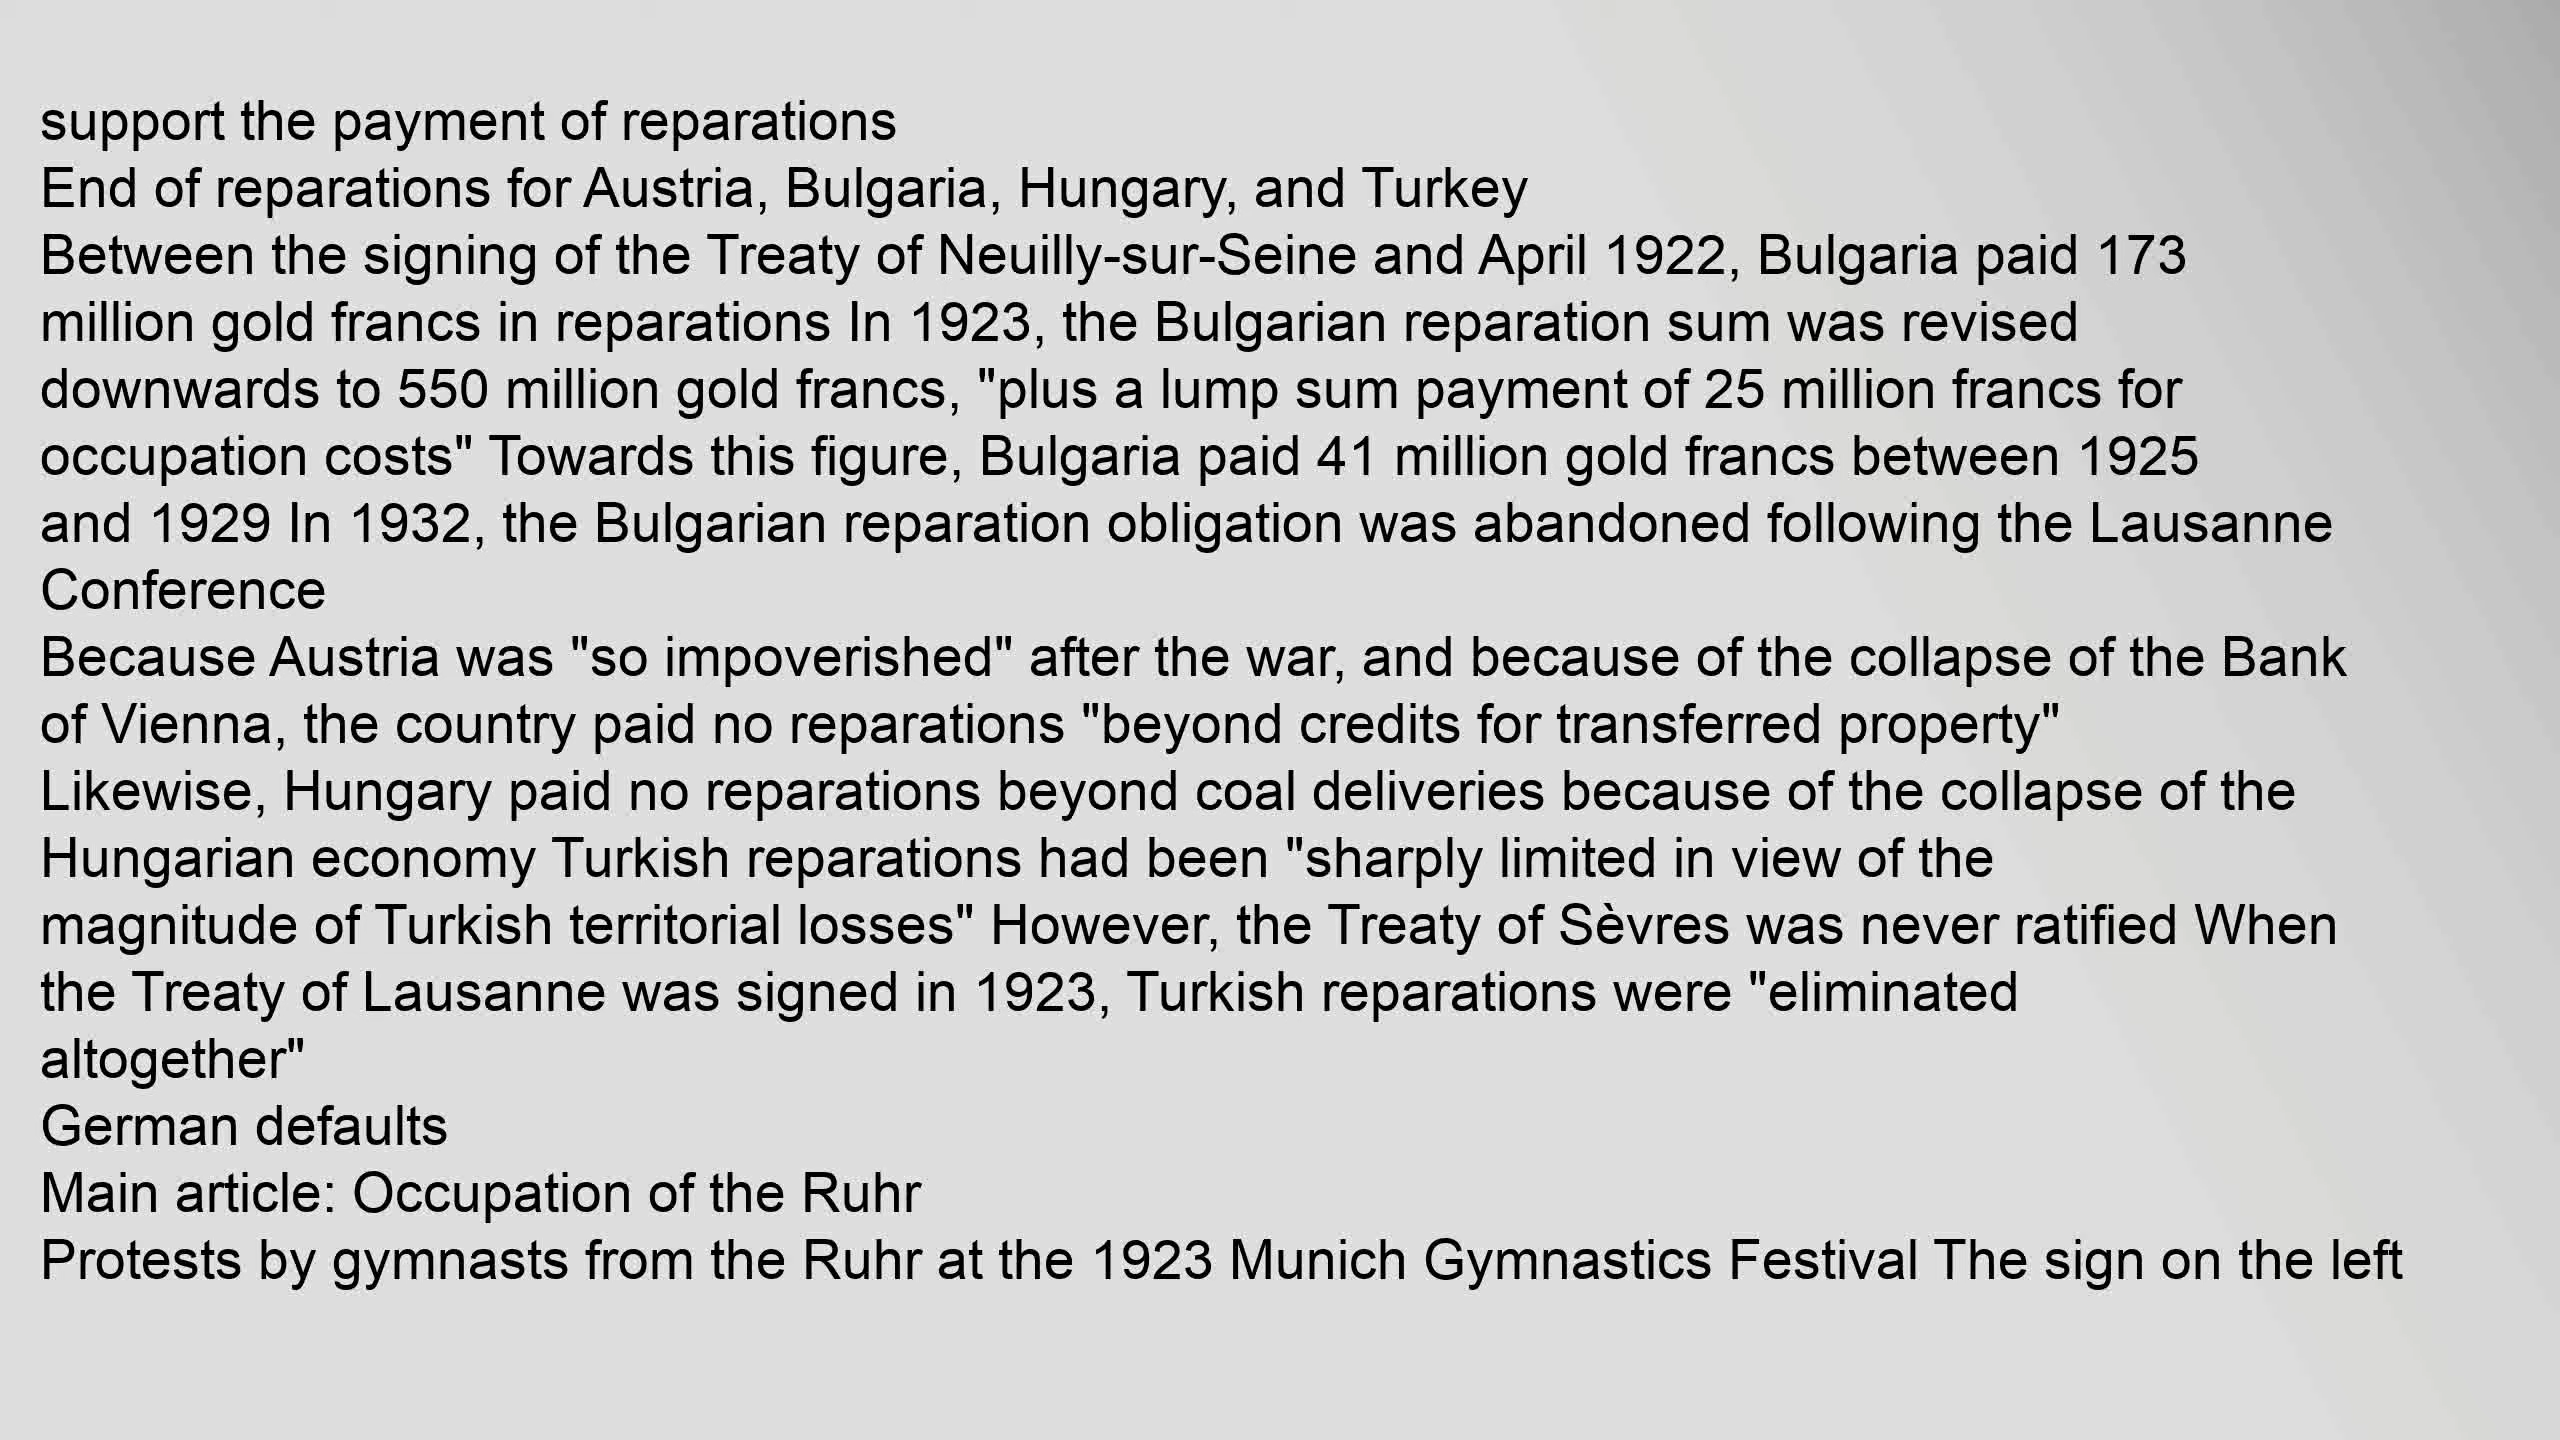 support the payment of reparations
End of reparations for Austria, Bulgaria, Hungary, and Turkey
Between the signing of the Treaty of Neuilly-sur-Seine and April 1922, Bulgaria paid 173
million gold francs in reparations In 1923, the Bulgarian reparation sum was revised
downwards to 550 million gold francs, "plus a lump sum payment of 25 million francs for
occupation costs" Towards this figure, Bulgaria paid 41 million gold francs between 1925
and 1929 In 1932, the Bulgarian reparation obligation was abandoned following the Lausanne
Conference
Because Austria was "so impoverished" after the war, and because of the collapse of the Bank
of Vienna, the country paid no reparations "beyond credits for transferred property"
Likewise, Hungary paid no reparations beyond coal deliveries because of the collapse of the
Hungarian economy Turkish reparations had been "sharply limited in view of the
magnitude of Turkish territorial losses" However, the Treaty of Sèvres was never ratified When
the Treaty of Lausanne was signed in 1923, Turkish reparations were "eliminated
altogether"
German defaults
Main article: Occupation of the Ruhr
Protests by gymnasts from the Ruhr at the 1923 Munich Gymnastics Festival The sign on the left